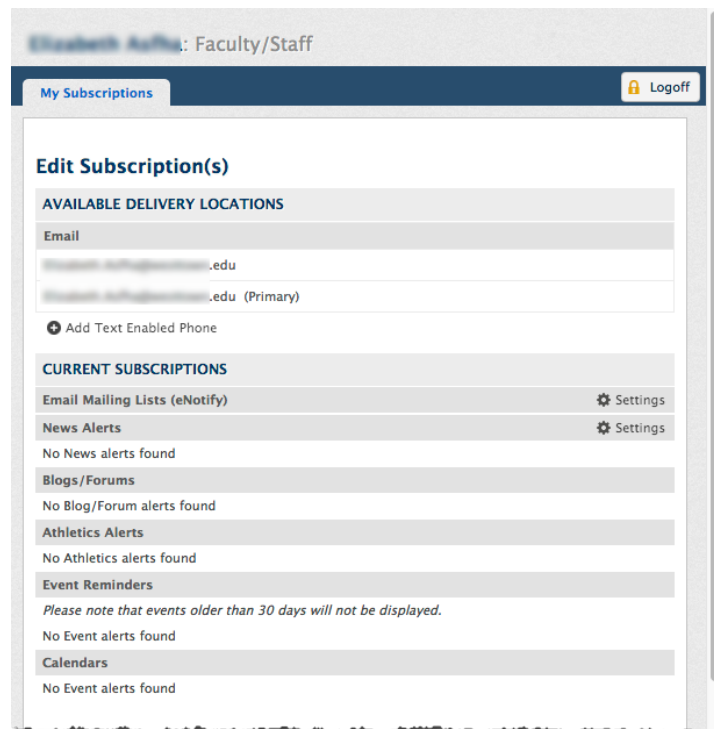 : Faculty/Staff
My Subscriptions
Logoff
Edit Subscription(s)
AVAILABLE DELIVERY LOCATIONS
Email
.edu
.edu (Primary)
Add Text Enabled Phone
CURRENT SUBSCRIPTIONS
Email Mailing Lists (eNotify) Settings
News Alerts Settings
No News alerts found
Blogs/Forums
No Blog/Forum alerts found
Athletics Alerts
No Athletics alerts found
Event Reminders
Please note that events older than 30 days will not be displayed.
No Event alerts found
Calendars
No Event alerts found